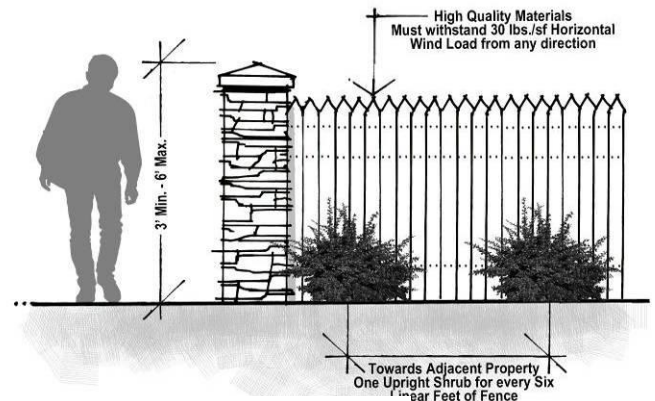 High Quality Materials
Must withstand 30 lbs./sf Horizontal
Wind Load from any direction
3' Min. - 6' Max.
Towards Adjacent Property
One Upright Shrub for every Six
Linear Feet of Fence